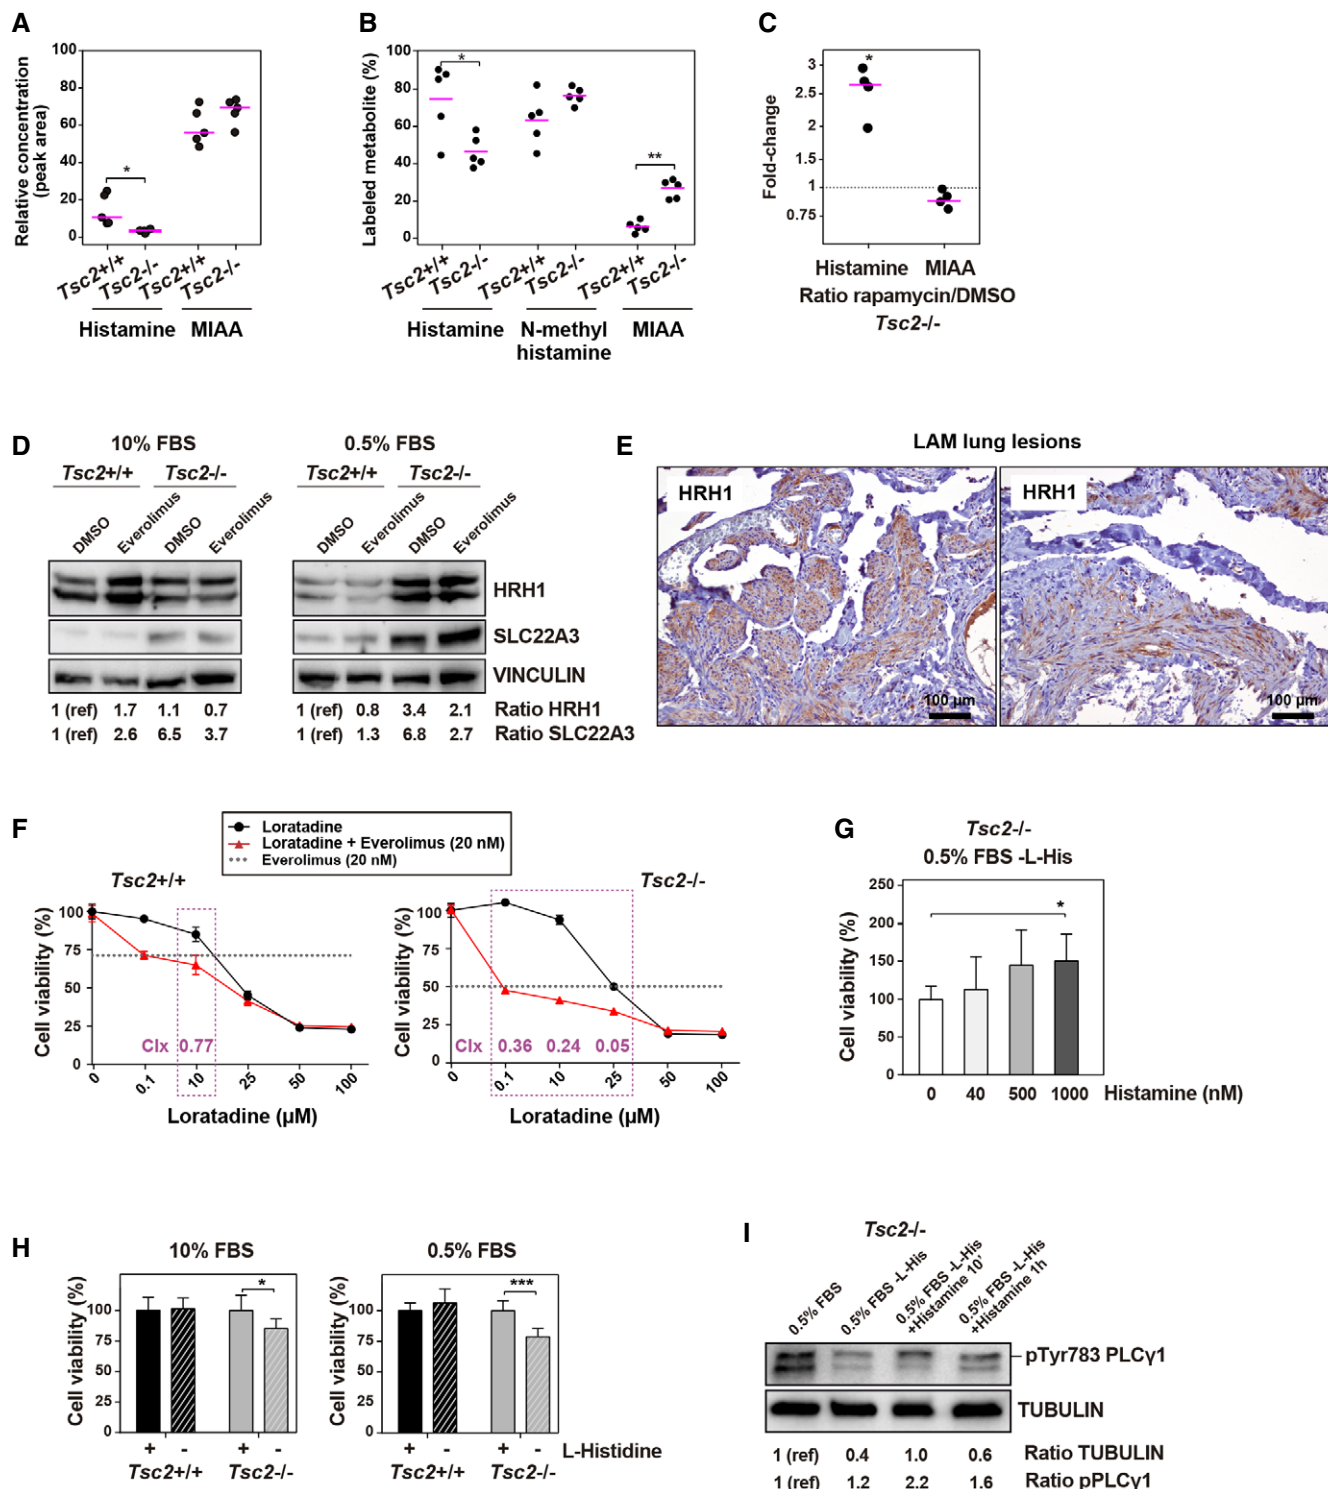 A
Relative concentration
(peak area)
100
80
60
40
20
0
*
Tsc2+/+
Tsc2-/-
Tsc2+/+
Tsc2-/-
Histamine
MIAA
B
Labeled metabolite (%)
100
80
60
40
20
0
*
**
Tsc2+/+
Tsc2-/-
Tsc2+/+
Tsc2-/-
Tsc2+/+
Tsc2-/-
Histamine
N-methyl
histamine
MIAA
C
Fold-change
3
2.5
2
1.5
1
0.75
*
Histamine MIAA
Ratio rapamycin/DMSO
Tsc2-/-
D
10% FBS
0.5% FBS
Tsc2+/+ Tsc2-/-
Tsc2+/+ Tsc2-/-
DMSO
Everolimus
DMSO
Everolimus
DMSO
Everolimus
DMSO
Everolimus
HRH1
SLC22A3
VINCULIN
1 (ref) 1.7 1.1 0.7 1 (ref) 0.8 3.4 2.1 Ratio HRH1
1 (ref) 2.6 6.5 3.7 1 (ref) 1.3 6.8 2.7 Ratio SLC22A3
E
LAM lung lesions
HRH1
100 µm
HRH1
100 µm
F
Loratadine
Loratadine + Everolimus (20 nM)
Everolimus (20 nM)
Tsc2+/+
Cell viability (%)
100
75
50
25
0
CIx 0.77
0 0.1 10 25 50 100
Loratadine (µM)
Tsc2-/-
Cell viability (%)
100
75
50
25
0
CIx 0.36 0.24 0.05
0 0.1 10 25 50 100
Loratadine (µM)
G
Tsc2-/-
0.5% FBS -L-His
Cell viability (%)
250
200
150
100
50
0
*
0 40 500 1000 Histamine (nM)
H
10% FBS
Cell viability (%)
100
75
50
25
0
*
+ - + -
Tsc2+/+ Tsc2-/-
0.5% FBS
Cell viability (%)
100
75
50
25
0
***
+ - + - L-Histidine
Tsc2+/+ Tsc2-/-
I
Tsc2-/-
0.5% FBS
0.5% FBS -L-His
0.5% FBS -L-His
+Histamine 10'
0.5% FBS -L-His
+Histamine 1h
pTyr783 PLCγ1
TUBULIN
1 (ref) 0.4 1.0 0.6 Ratio TUBULIN
1 (ref) 1.2 2.2 1.6 Ratio pPLCγ1